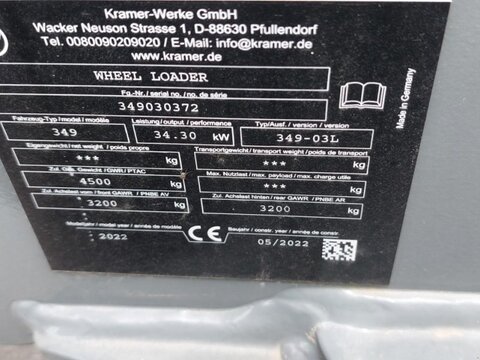 Kramer-Werke GmbH
Wacker Neuson Strasse 1, D-88630 Pfullendorf
Tel. 0080090209020 / E-Mail: info@kramer.de
www.kramer.de
WHEEL LOADER
Fz.-Nr. / serial no. / no. de série
349030372
Fahrzeug-Typ / model / modèle Leistung / output / performance Typ/Ausf. / version / version
349 34.30 kW 349-03L
Eigengewicht / net weight / poids propre Transportgewicht / transport weight / poids de transport
*** kg *** kg
Zul. Ges. Gewicht / GWR / PTAC Max. Nutzlast / max. payload / max. charge utile
4500 kg *** kg
Zul. Achslast vorn / front GAWR / PNBE AV Zul. Achslast hinten / rear GAWR / PNBE AR
3200 kg 3200 kg
Modelljahr / model year / année de modèle Baujahr / constr. year / année de constr.
2022 CE 05/2022
Made in Germany